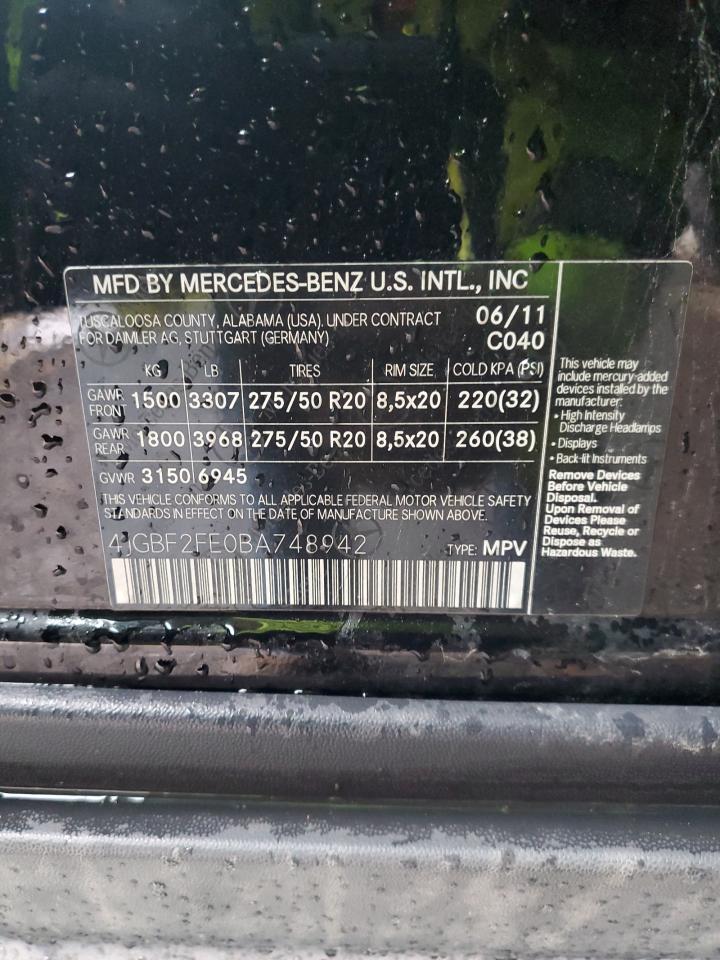 MFD BY MERCEDES-BENZ U.S. INTL., INC
TUSCALOOSA COUNTY, ALABAMA (USA). UNDER CONTRACT
FOR DAIMLER AG, STUTTGART (GERMANY)
06/11
C040
KG LB TIRES RIM SIZE COLD KPA (PSI)
GAWR FRONT 1500 3307 275/50 R20 8,5x20 220(32)
GAWR REAR 1800 3968 275/50 R20 8,5x20 260(38)
GVWR 3150 6945
THIS VEHICLE CONFORMS TO ALL APPLICABLE FEDERAL MOTOR VEHICLE SAFETY
STANDARDS IN EFFECT ON THE DATE OF MANUFACTURE SHOWN ABOVE.
4JGBF2FE0BA748942 TYPE: MPV
This vehicle may
include mercury-added
devices installed by the
manufacturer:
• High Intensity
Discharge Headlamps
• Displays
• Back-lit Instruments
Remove Devices
Before Vehicle
Disposal.
Upon Removal of
Devices Please
Reuse, Recycle or
Dispose as
Hazardous Waste.